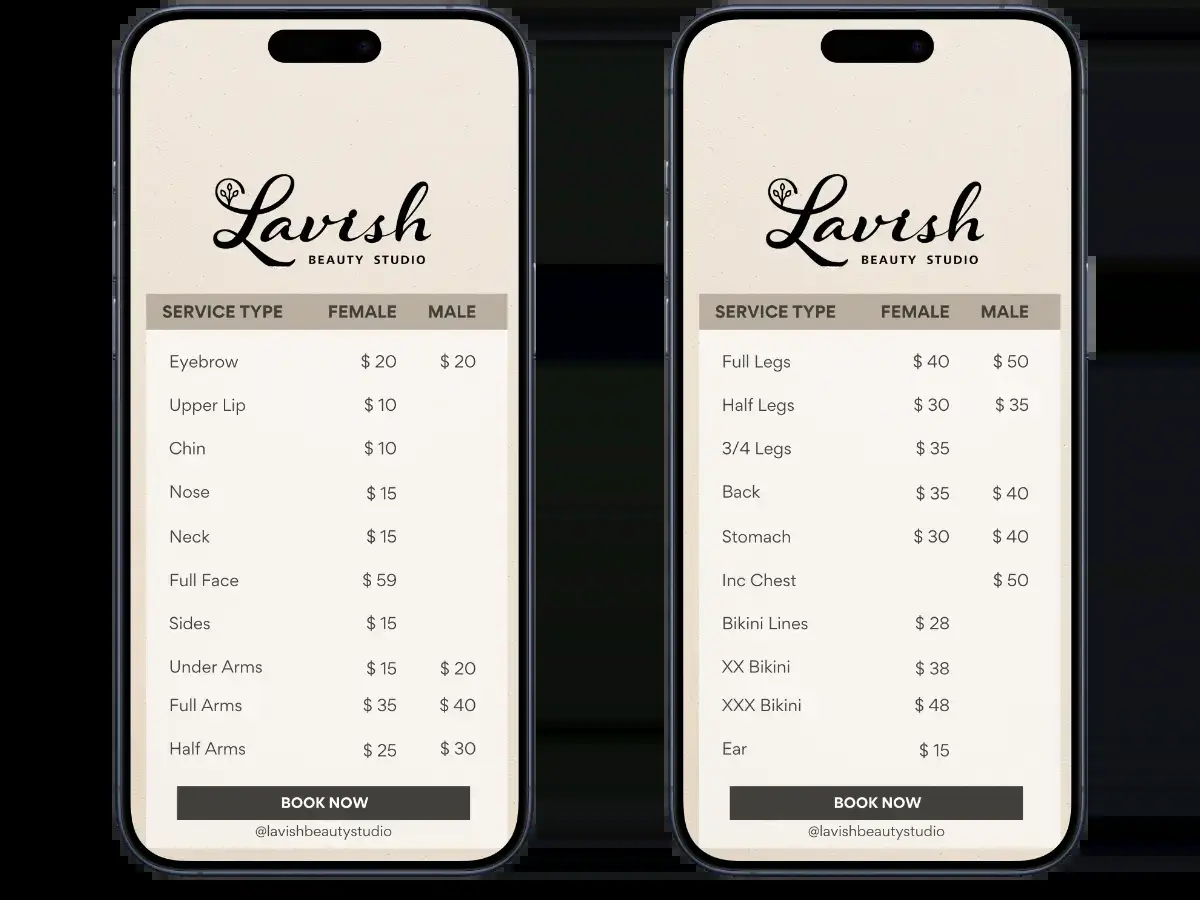 Lavish
BEAUTY STUDIO
SERVICE TYPE FEMALE MALE
Eyebrow $ 20 $ 20
Upper Lip $ 10
Chin $ 10
Nose $ 15
Neck $ 15
Full Face $ 59
Sides $ 15
Under Arms $ 15 $ 20
Full Arms $ 35 $ 40
Half Arms $ 25 $ 30
BOOK NOW
@lavishbeautystudio
Lavish
BEAUTY STUDIO
SERVICE TYPE FEMALE MALE
Full Legs $ 40 $ 50
Half Legs $ 30 $ 35
3/4 Legs $ 35
Back $ 35 $ 40
Stomach $ 30 $ 40
Inc Chest $ 50
Bikini Lines $ 28
XX Bikini $ 38
XXX Bikini $ 48
Ear $ 15
BOOK NOW
@lavishbeautystudio